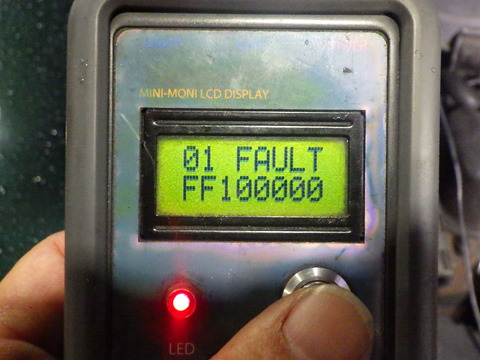 MINI-MONI LCD DISPLAY
01 FAULT
FF100000
LED